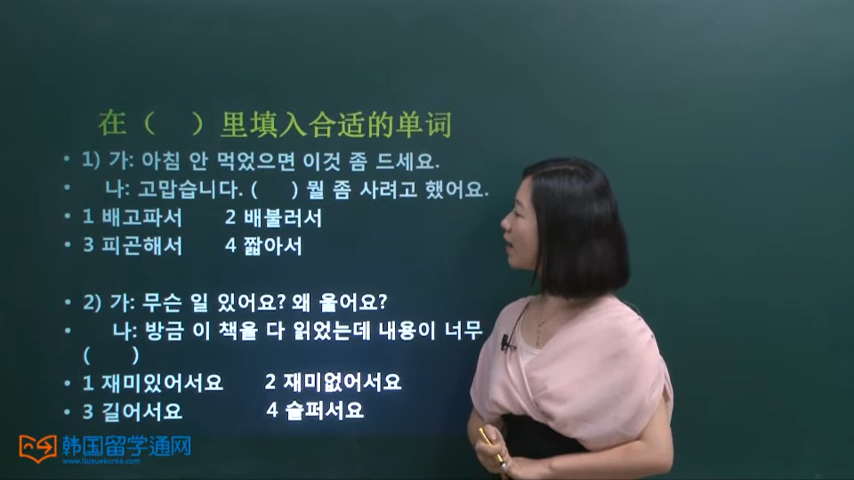 在（ ）里填入合适的单词
• 1) 가: 아침 안 먹었으면 이것 좀 드세요.
• 나: 고맙습니다. ( ) 뭘 좀 사려고 했어요.
• 1 배고파서 2 배불러서
• 3 피곤해서 4 짧아서
• 2) 가: 무슨 일 있어요? 왜 울어요?
• 나: 방금 이 책을 다 읽었는데 내용이 너무
( )
• 1 재미있어서요 2 재미없어서요
• 3 길어서요 4 슬퍼서요
韩国留学通网
www.liuxuekorea.com